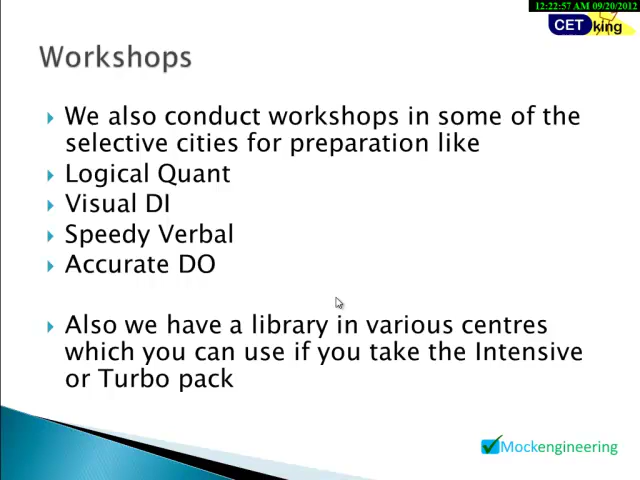 12:22:57 AM 09/20/2012
CET king
Workshops
We also conduct workshops in some of the
selective cities for preparation like
Logical Quant
Visual DI
Speedy Verbal
Accurate DO
Also we have a library in various centres
which you can use if you take the Intensive
or Turbo pack
Mockengineering